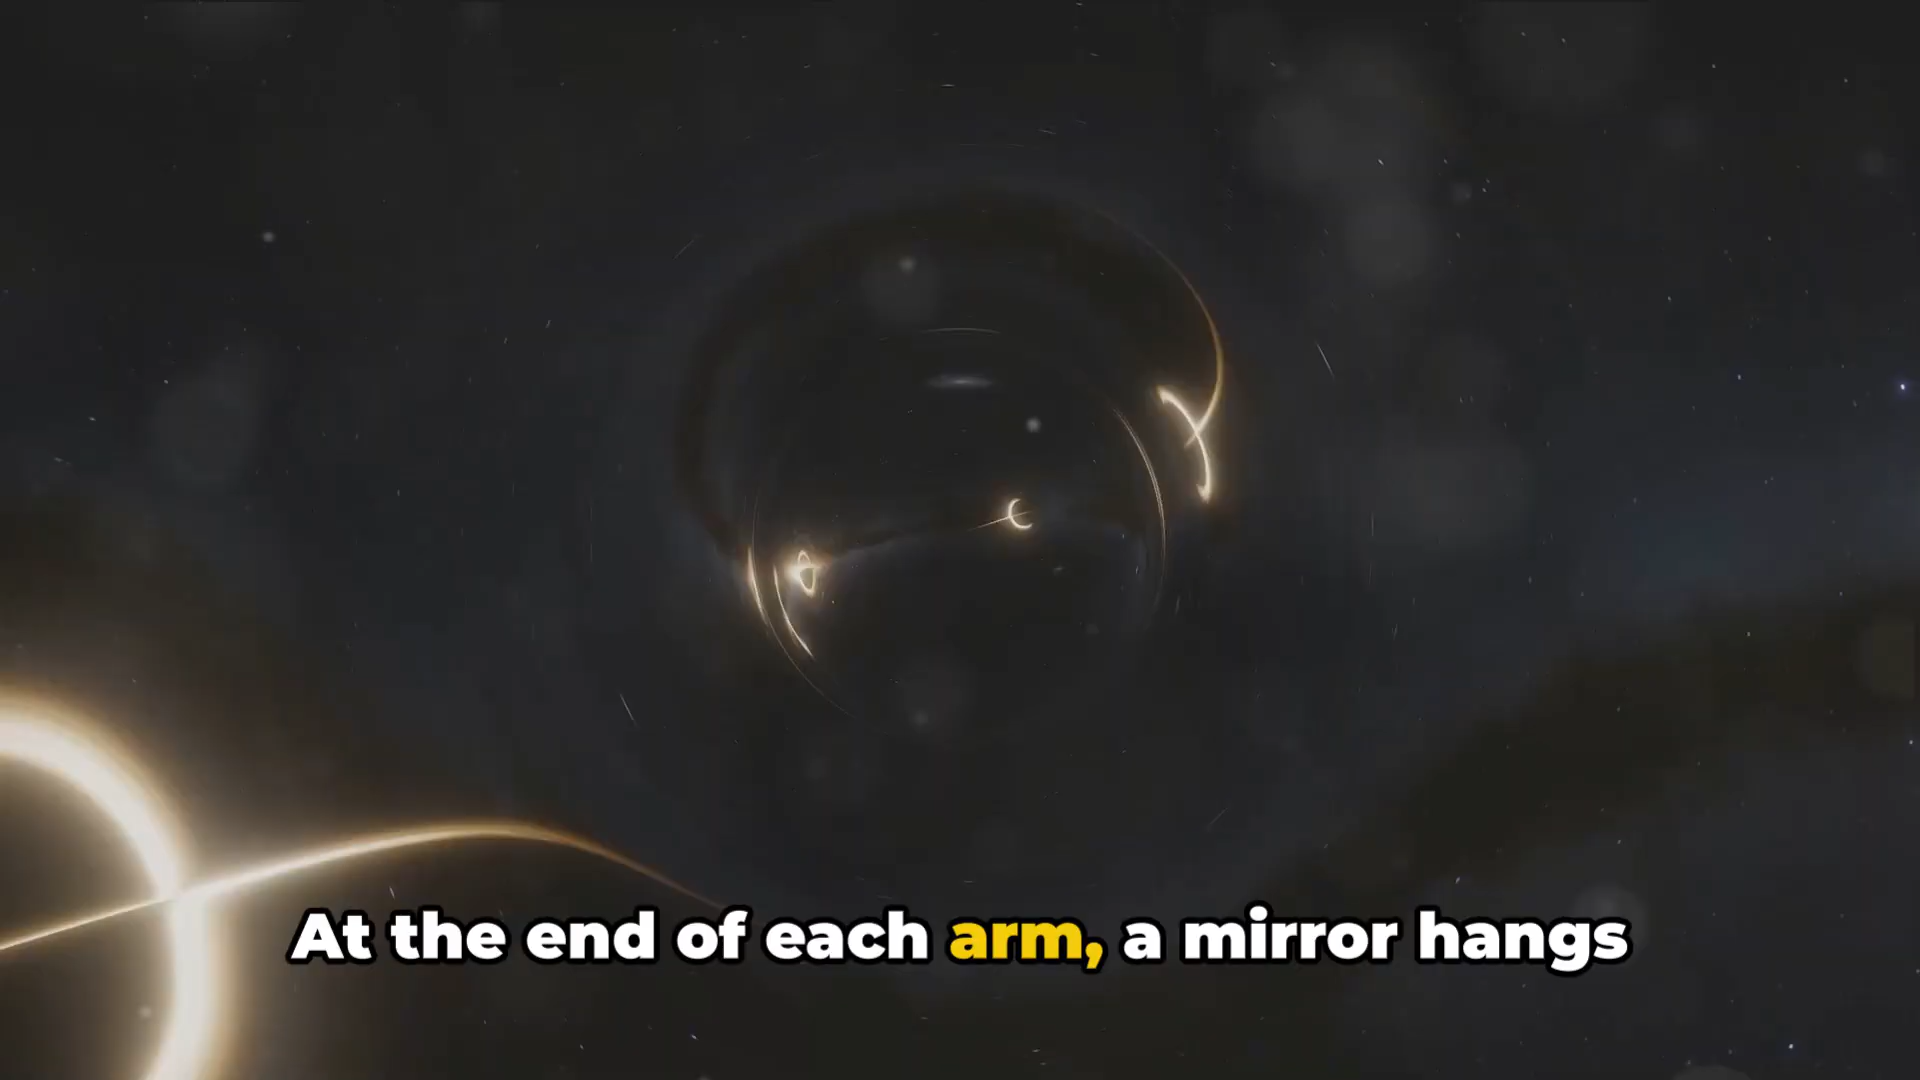 At the end of each arm, a mirror hangs